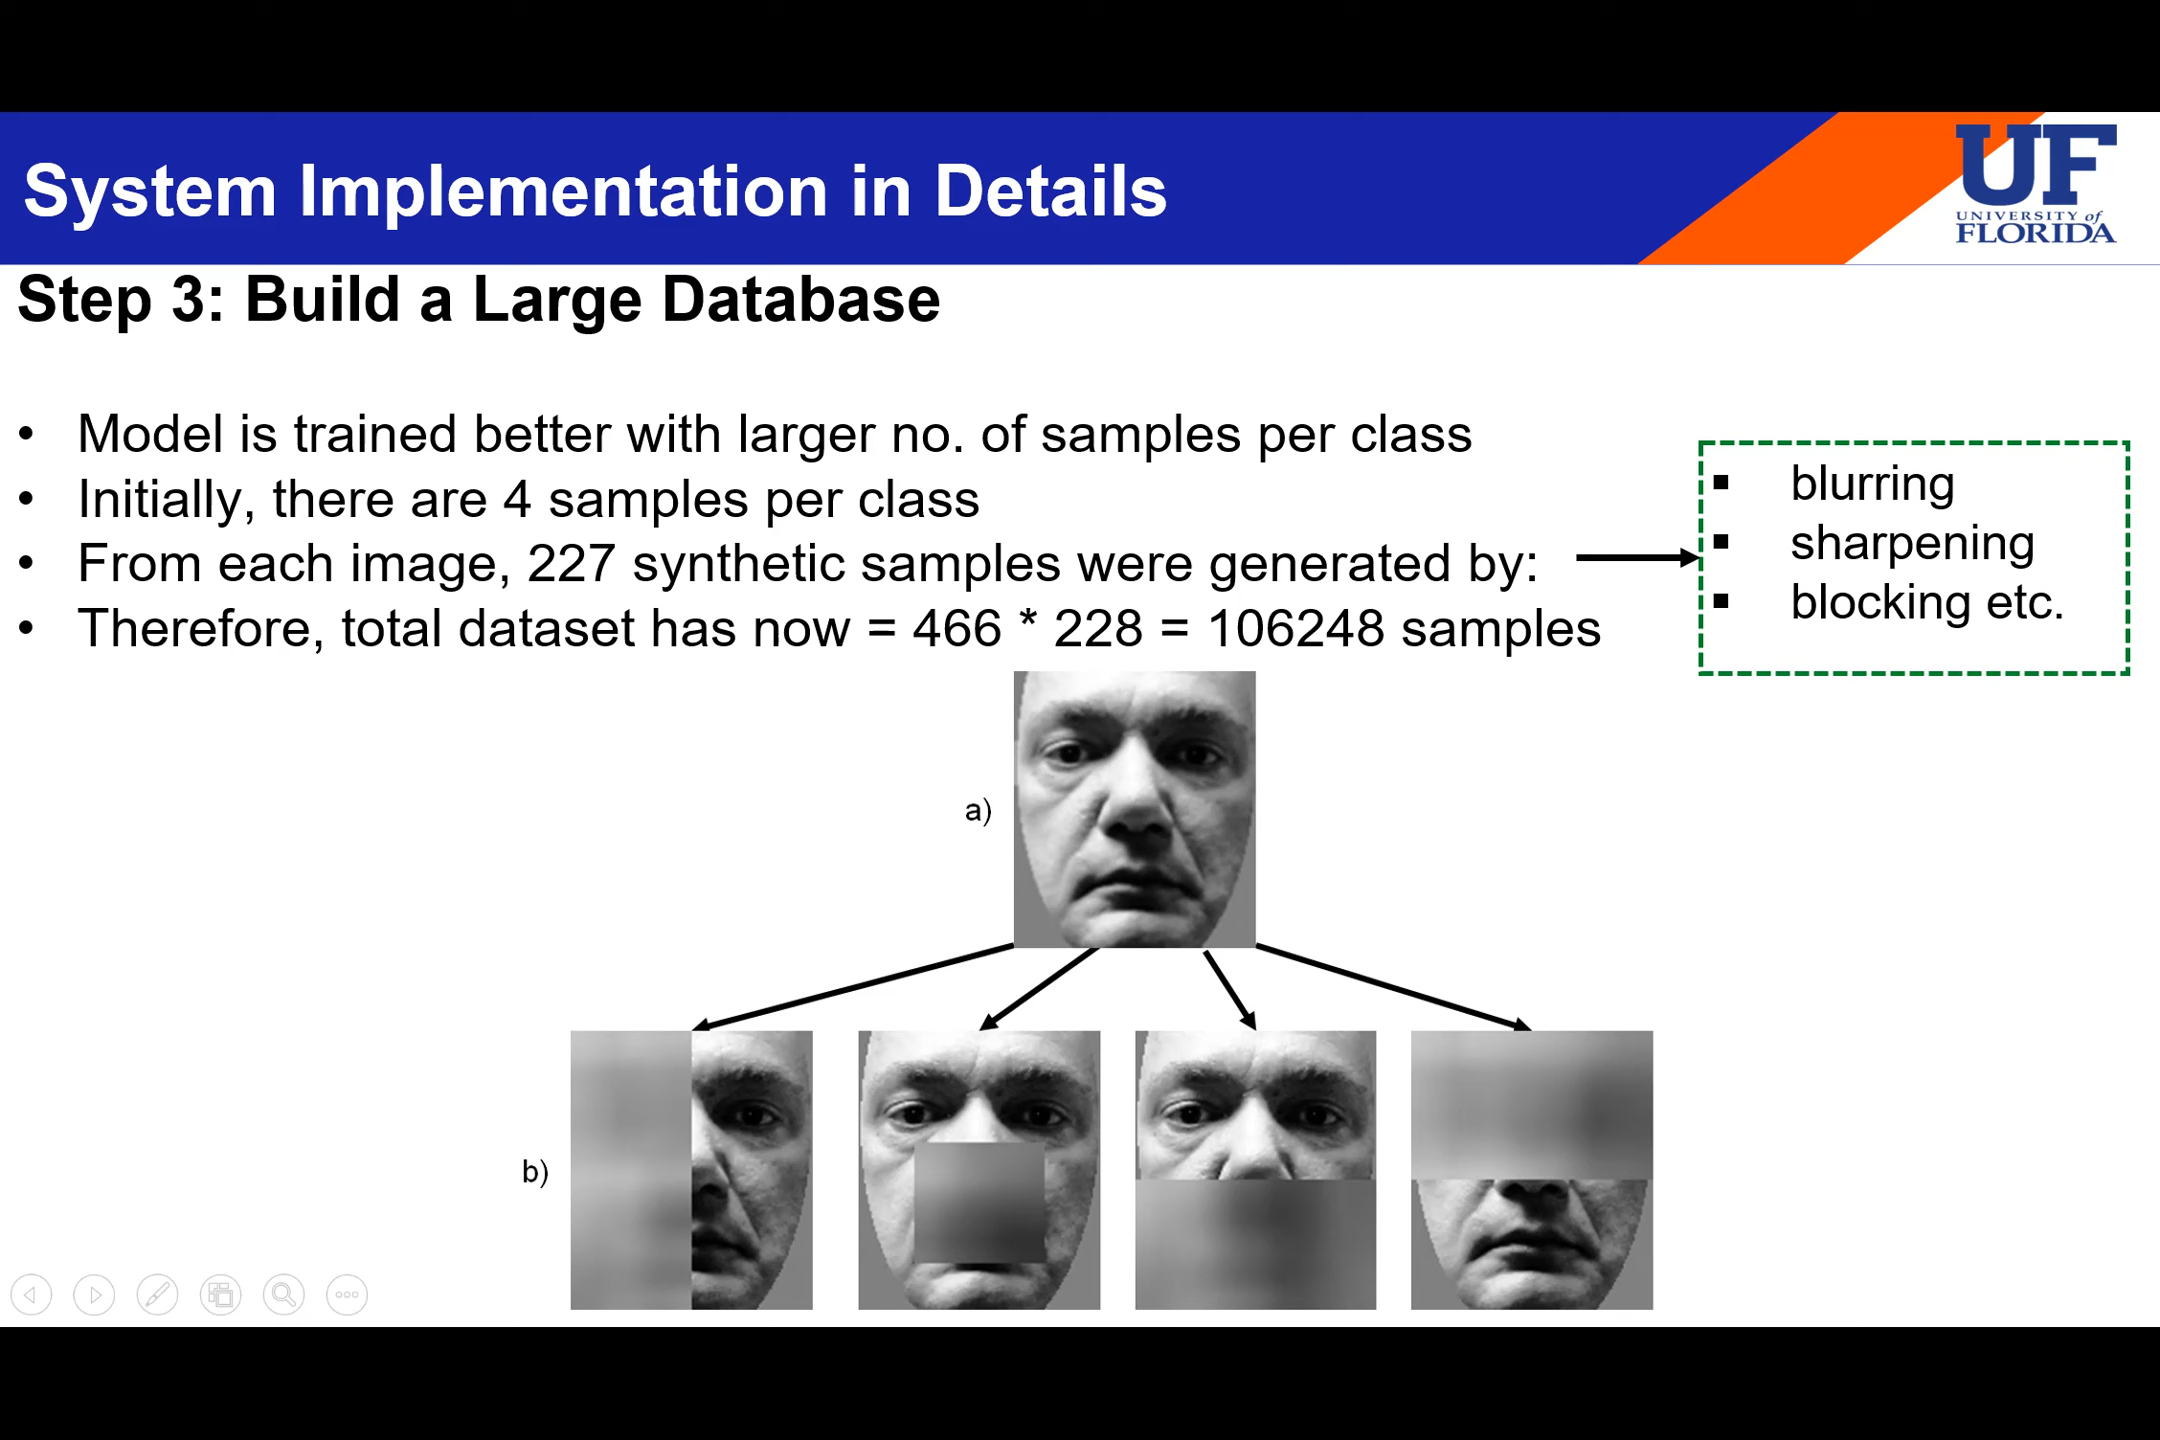 System Implementation in Details
UF
UNIVERSITY of
FLORIDA
Step 3: Build a Large Database
• Model is trained better with larger no. of samples per class
• Initially, there are 4 samples per class
• From each image, 227 synthetic samples were generated by:
• Therefore, total dataset has now = 466 * 228 = 106248 samples
▪ blurring
▪ sharpening
▪ blocking etc.
a)
b)